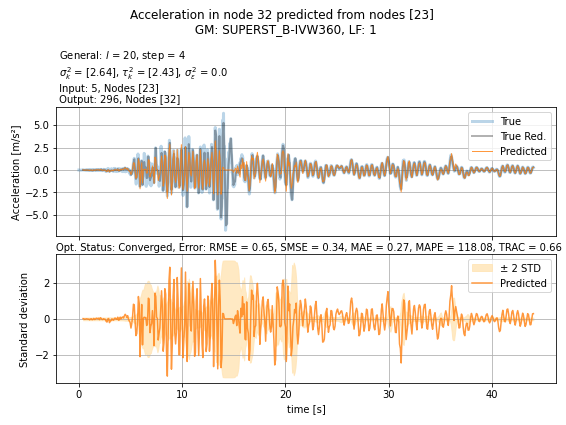 Acceleration in node 32 predicted from nodes [23]
GM: SUPERST_B-IVW360, LF: 1
General: l = 20, step = 4
σ_k² = [2.64], τ_k² = [2.43], σ_ε² = 0.0
Input: 5, Nodes [23]
Output: 296, Nodes [32]
True
True Red.
Predicted
5.0
2.5
0.0
−2.5
−5.0
Acceleration [m/s²]
Opt. Status: Converged, Error: RMSE = 0.65, SMSE = 0.34, MAE = 0.27, MAPE = 118.08, TRAC = 0.66
± 2 STD
Predicted
2
0
−2
Standard deviation
0 10 20 30 40
time [s]